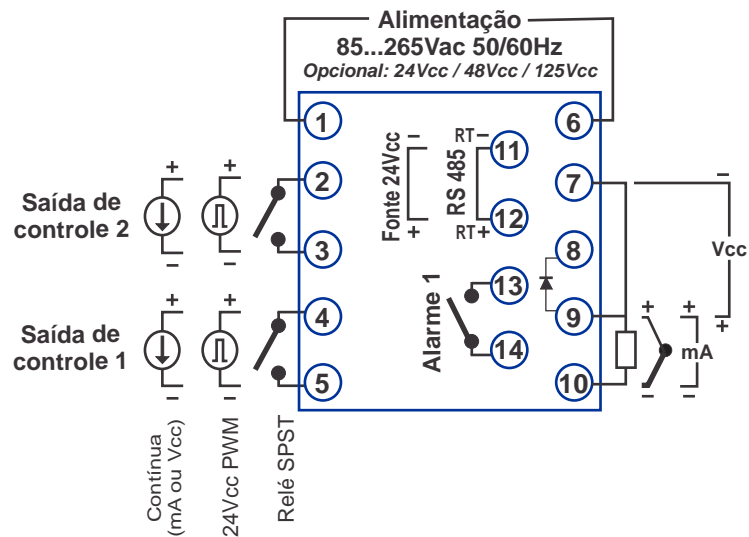 Alimentação
85...265Vac 50/60Hz
Opcional: 24Vcc / 48Vcc / 125Vcc
1
6
Fonte 24Vcc
−
+
RS 485
RT−
11
RT+
12
Saída de
controle 2
+
−
+
−
2
3
7
8
9
10
−
Vcc
+
Saída de
controle 1
+
−
+
−
4
5
Alarme 1
13
14
+
−
+
mA
−
Contínua
(mA ou Vcc)
24Vcc PWM
Relé SPST